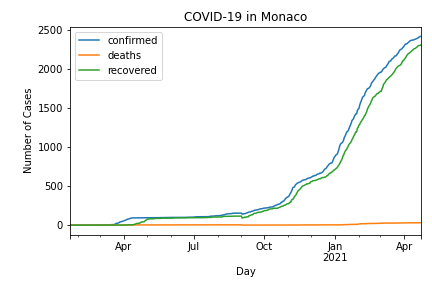 COVID-19 in Monaco
confirmed
deaths
recovered
Number of Cases
2500
2000
1500
1000
500
0
Apr
Jul
Oct
Jan
2021
Apr
Day